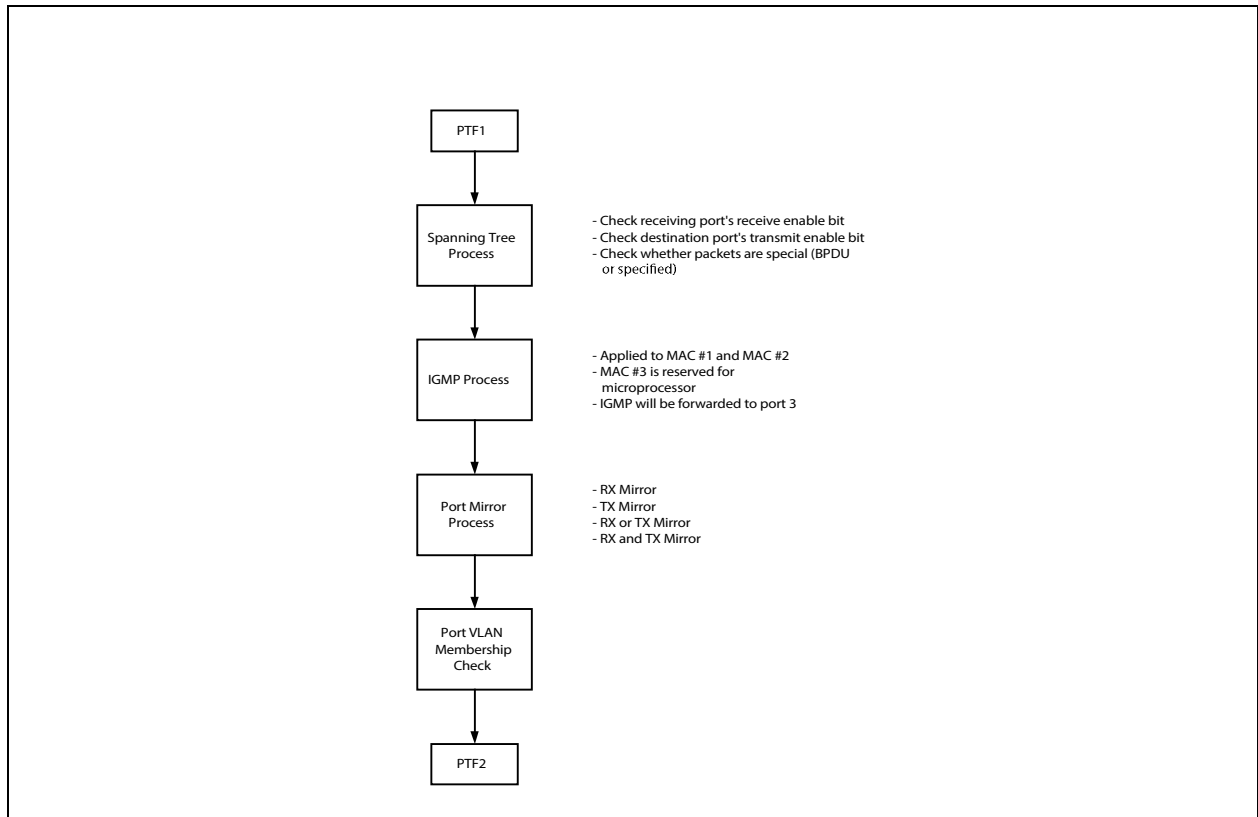 PTF1
Spanning Tree
Process
- Check receiving port's receive enable bit
- Check destination port's transmit enable bit
- Check whether packets are special (BPDU
or specified)
IGMP Process
- Applied to MAC #1 and MAC #2
- MAC #3 is reserved for
microprocessor
- IGMP will be forwarded to port 3
Port Mirror
Process
- RX Mirror
- TX Mirror
- RX or TX Mirror
- RX and TX Mirror
Port VLAN
Membership
Check
PTF2